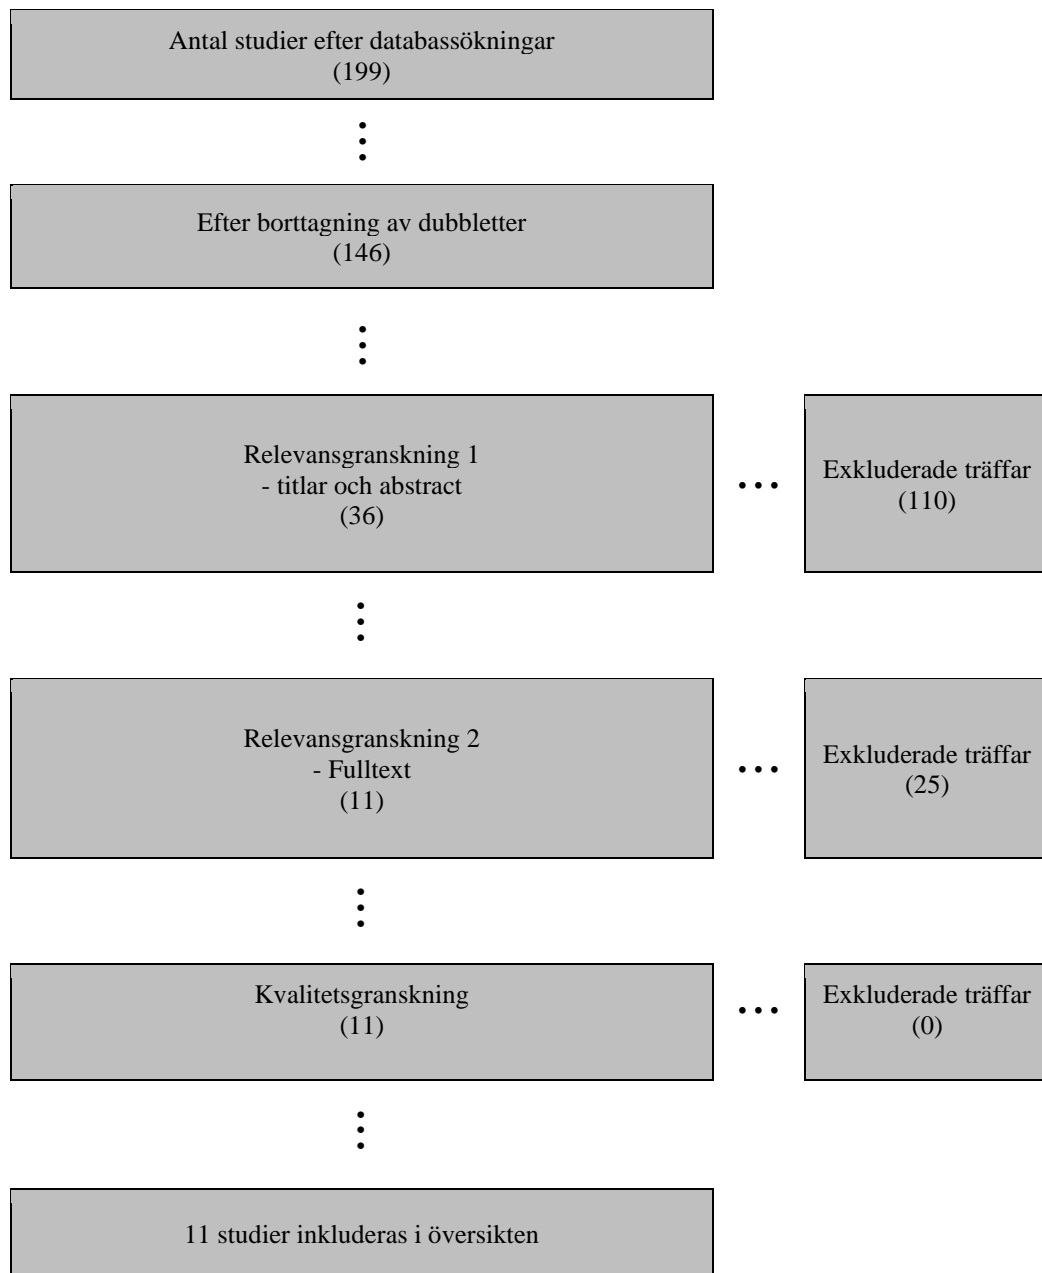 Antal studier efter databassökningar
(199)
Efter borttagning av dubbletter
(146)
Relevansgranskning 1
- titlar och abstract
(36)
Exkluderade träffar
(110)
Relevansgranskning 2
- Fulltext
(11)
Exkluderade träffar
(25)
Kvalitetsgranskning
(11)
Exkluderade träffar
(0)
11 studier inkluderas i översikten